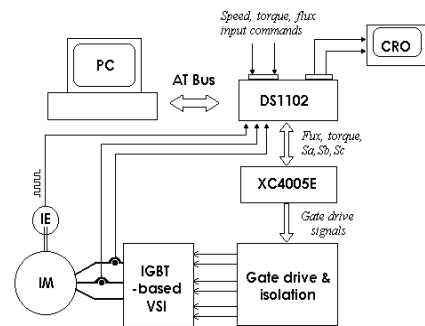 Speed, torque, flux
input commands
PC
CRO
AT Bus
DS1102
Fux, torque,
Sa, Sb, Sc
XC4005E
IE
Gate drive
signals
IM
IGBT
-based
VSI
Gate drive &
isolation